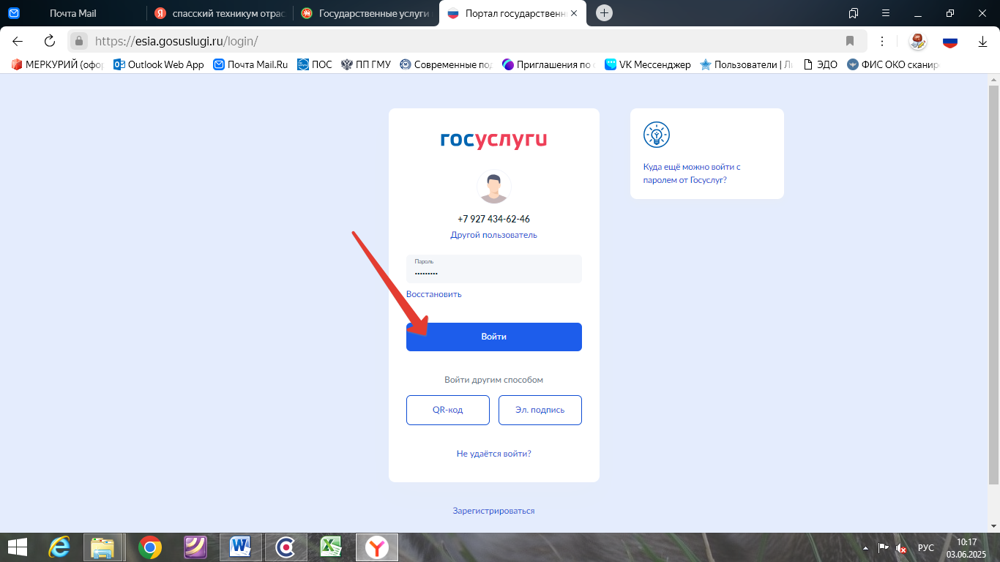 Почта Mail
спасский техникум отрас
Государственные услуги
Портал государственн
https://esia.gosuslugi.ru/login/
МЕРКУРИЙ (офор
Outlook Web App
Почта Mail.Ru
ПОС
ПП ГМУ
Современные под
Приглашения по
VK Мессенджер
Пользователи | Ли
ЭДО
ФИС ОКО сканир
госуслуги
Куда ещё можно войти с
паролем от Госуслуг?
+7 927 434-62-46
Другой пользователь
Пароль
•••••••••
Восстановить
Войти
Войти другим способом
QR-код
Эл. подпись
Не удаётся войти?
Зарегистрироваться
РУС
10:17
03.06.2025